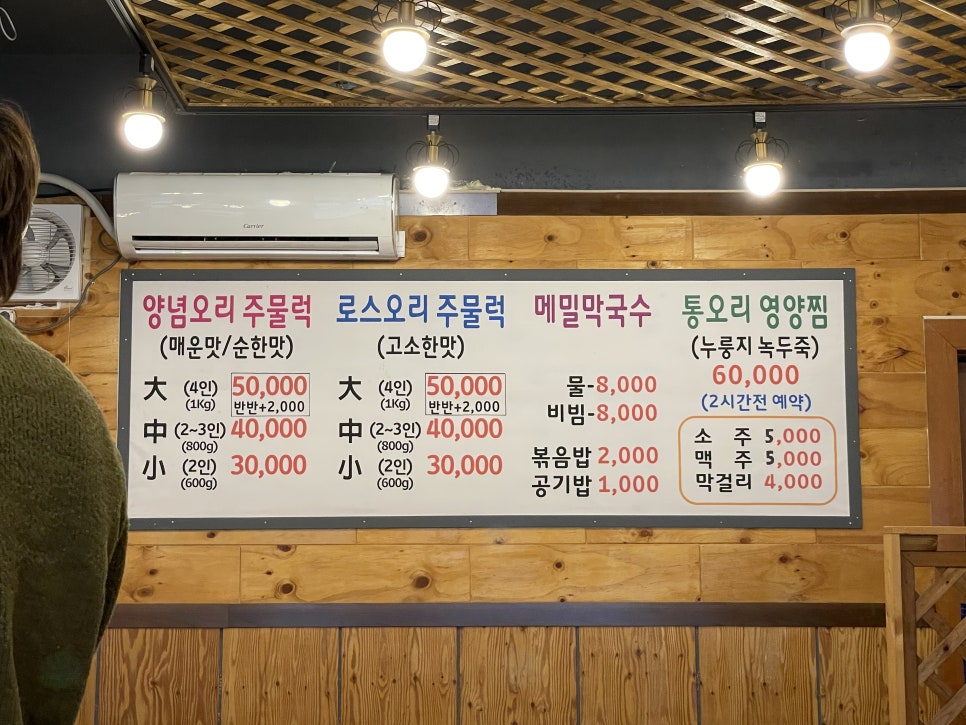 Carrier
양념오리 주물럭
(매운맛/순한맛)
大 (4인) 50,000
(1Kg) 반반+2,000
中 (2~3인) 40,000
(800g)
小 (2인) 30,000
(600g)
로스오리 주물럭
(고소한맛)
大 (4인) 50,000
(1Kg) 반반+2,000
中 (2~3인) 40,000
(800g)
小 (2인) 30,000
(600g)
메밀막국수
물-8,000
비빔-8,000
볶음밥 2,000
공기밥 1,000
통오리 영양찜
(누룽지 녹두죽)
60,000
(2시간전 예약)
소 주 5,000
맥 주 5,000
막걸리 4,000